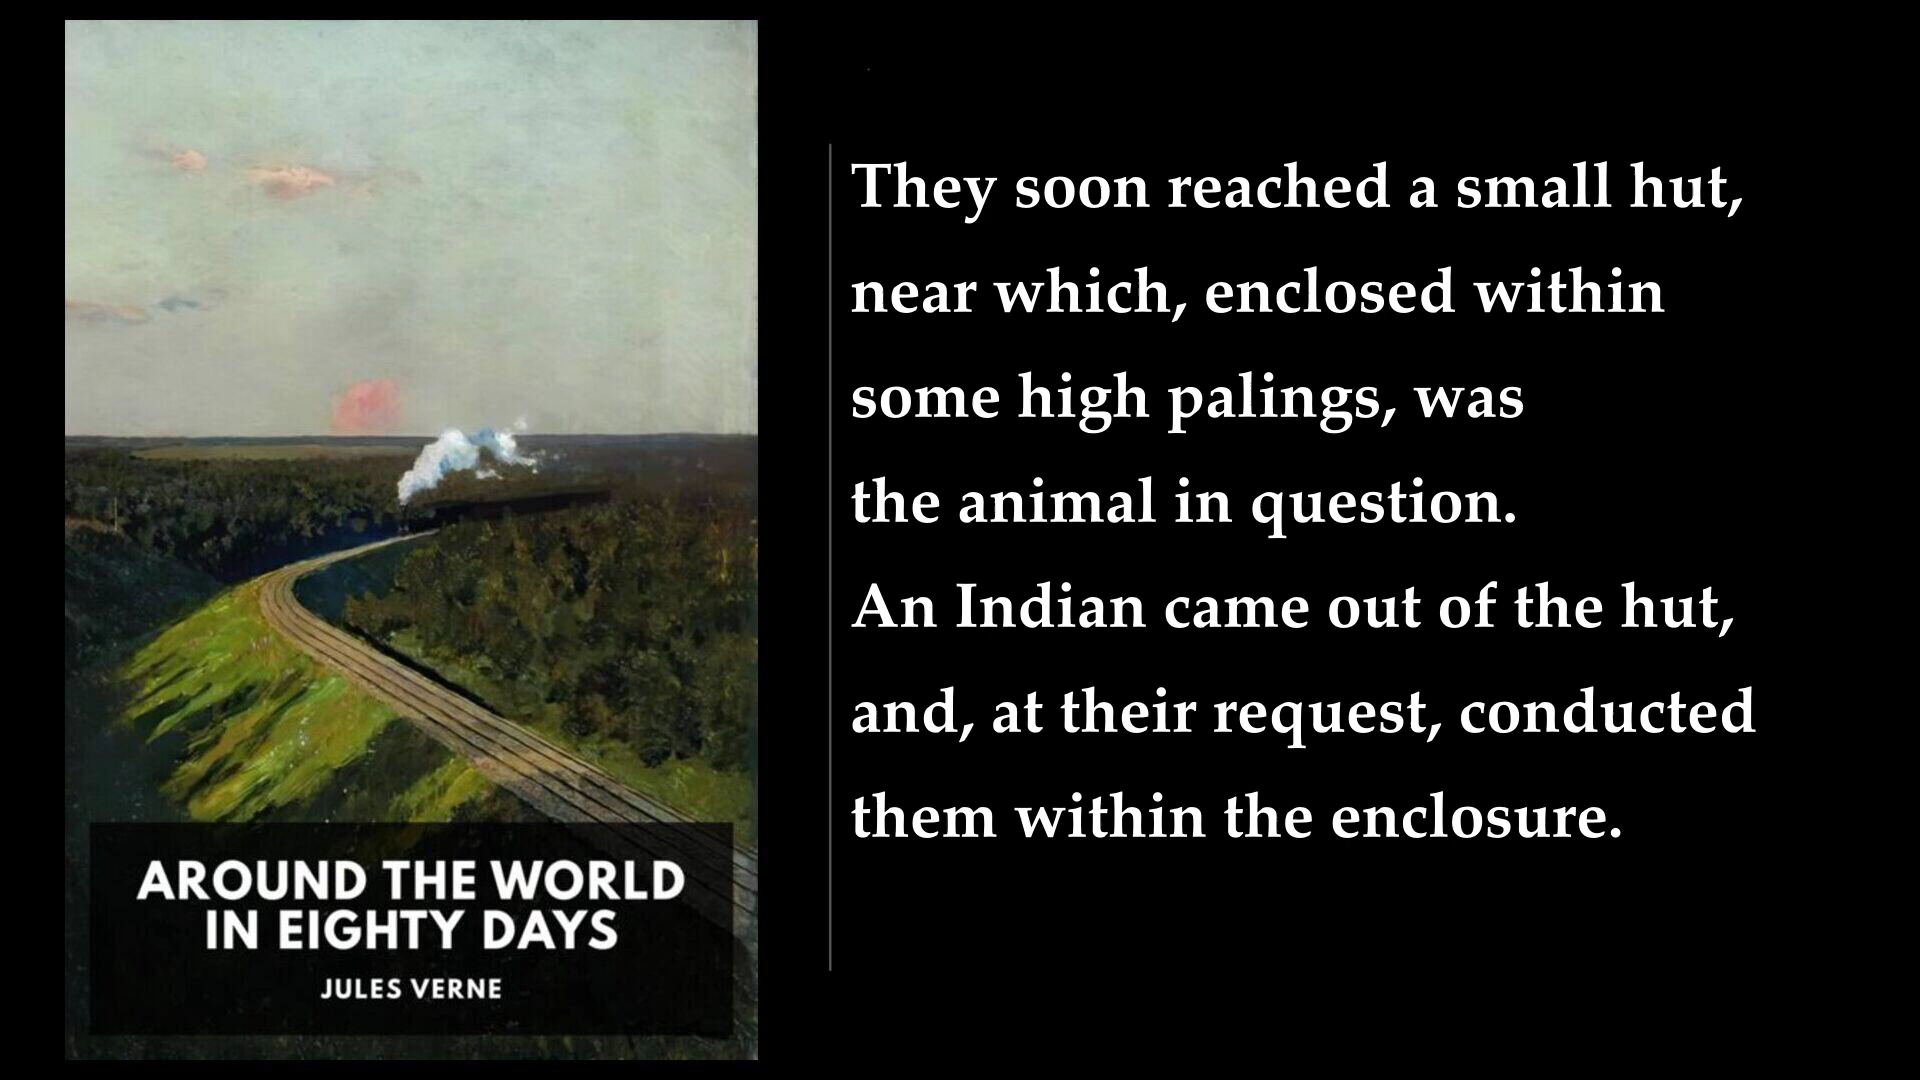 They soon reached a small hut,
near which, enclosed within
some high palings, was
the animal in question.
An Indian came out of the hut,
and, at their request, conducted
them within the enclosure.
AROUND THE WORLD
IN EIGHTY DAYS
JULES VERNE